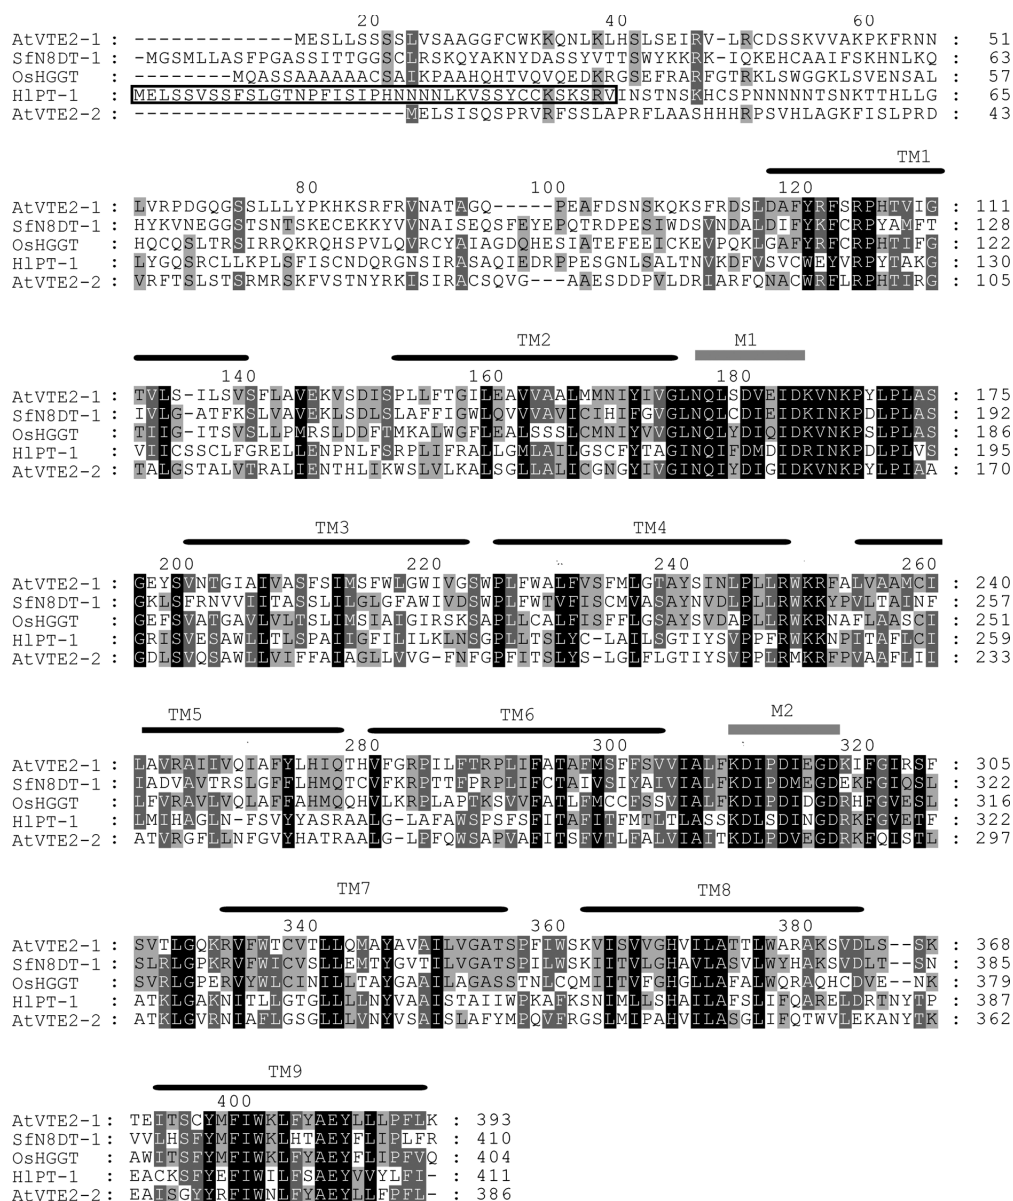 20 40 60
AtVTE2-1 : -------------MESLLSSSSLVSAAGGFCWKKQNLKLHSLSEIRV-LRCDSSKVVAKPKFRNN : 51
SfN8DT-1 : -MGSMLLASFPGASSITTGGSCLRSKQYAKNYDASSYVTTSWYKKRK-IQKEHCAAIFSKHNLKQ : 63
OsHGGT : --------MQASSAAAAAACSAIKPAAHQHTVQVQEDKRGSEFRARFGTRKLSWGGKLSVENSAL : 57
HlPT-1 : MELSSVSSFSLGTNPFISIPHNNNNLKVSSYCCKSKSRVINSTNSKHCSPNNNNNTSNKTTHLLG : 65
AtVTE2-2 : ----------------------MELSISQSPRVRFSSLAPRFLAASHHHRPSVHLAGKFISLPRD : 43
TM1
80 100 120
AtVTE2-1 : LVRPDGQGSSLLLYPKHKSRFRVNATAGQ-----PEAFDSNSKQKSFRDSLDAFYRFSRPHTVIG : 111
SfN8DT-1 : HYKVNEGGSTSNTSKECEKKYVVNAISEQSFEYEPQTRDPESIWDSVNDALDIFYKFCRPYAMFT : 128
OsHGGT : HQCQSLTRSIRRQKRQHSPVLQVRCYAIAGDQHESIATEFEEICKEVPQKLGAFYRFCRPHTIFG : 122
HlPT-1 : LYGQSRCLLKPLSFISCNDQRGNSIRASAQIEDRPPESGNLSALTNVKDFVSVCWEYVRPYTAKG : 130
AtVTE2-2 : VRFTSLSTSRMRSKFVSTNYRKISIRACSQVG---AAESDDPVLDRIARFQNACWRFLRPHTIRG : 105
TM2 M1
140 160 180
AtVTE2-1 : TVLS-ILSVSFLAVEKVSDISPLLFTGILEAVVAALMMNIYIVGLNQLSDVEIDKVNKPYLPLAS : 175
SfN8DT-1 : IVLG-ATFKSLVAVEKLSDLSLAFFIGWLQVVVAVICIHIFGVGLNQLCDIEIDKINKPDLPLAS : 192
OsHGGT : TIIG-ITSVSLLPMKSLDDFTMKALWGFLEALSSSLCMNIYVVGLNQLYDIQIDKVNKPSLPLAS : 186
HlPT-1 : VILCSSCLFGRELLENPNLFSRPLIFRALLGMLAILGSCFYTAGINQIFDMDIDRINKPDLPLVS : 195
AtVTE2-2 : TALGSTALVTRALIENTHLIKWSLVLKALSGLLALICGNGYIVGINQIYDIGIDKVNKPYLPIAA : 170
TM3 TM4
200 220 240 260
AtVTE2-1 : GEYSVNTGIAIVASFSIMSFWLGWIVGSWPLFWALFVSFMLGTAYSINLPLLRWKRFALVAAMCI : 240
SfN8DT-1 : GKLSFRNVVIITASSLILGLGFAWIVDSWPLFWTVFISCMVASAYNVDLPLLRWKKYPVLTAINF : 257
OsHGGT : GEFSVATGAVLVLTSLIMSIAIGIRSKSAPLLCALFISFFLGSAYSVDAPLLRWKRNAFLAASCI : 251
HlPT-1 : GRISVESAWLLTLSPAIIGFILILKLNSGPLLTSLYC-LAILSGTIYSVPPFRWKKNPITAFLCI : 259
AtVTE2-2 : GDLSVQSAWLLVIFFAIAGLLVVG-FNFGPFITSLYS-LGLFLGTIYSVPPLRMKRFPVAAFLII : 233
TM5 TM6 M2
280 300 320
AtVTE2-1 : LAVRAIIVQIAFYLHIQTHVFGRPILFTRPLIFATAFMSFFSVVIALFKDIPDIEGDKIFGIRSF : 305
SfN8DT-1 : IADVAVTRSLGFFLHMQTCVFKRPTTFPRPLIFCTAIVSIYAIVIALFKDIPDMEGDEKFGIQSL : 322
OsHGGT : LFVRAVLVQLAFFAHMQQHVLKRPLAPTKSVVFATLFMCCFSSVIALFKDIPDIDGDRHFGVESL : 316
HlPT-1 : LMIHAGLN-FSVYYASRAALG-LAFAWSPSFSFITAFITFMTLTLASSKDLSDINGDRKFGVETF : 322
AtVTE2-2 : ATVRGFLLNFGVYHATRAALG-LPFQWSAPVAFITSFVTLFALVIAITKDLPDVEGDRKFQISTL : 297
TM7 TM8
340 360 380
AtVTE2-1 : SVTLGQKRVFWTCVTLLQMAYAVAILVGATSPFIWSKVISVVGHVILATTLWARAKSVDLS--SK : 368
SfN8DT-1 : SLRLGPKRVFWICVSLLEMTYGVTILVGATSPILWSKIITVLGHAVLASVLWYHAKSVDLT--SN : 385
OsHGGT : SVRLGPERVYWLCINILLTAYGAAILAGASSTNLCQMIITVFGHGLLAFALWQRAQHCDVE--NK : 379
HlPT-1 : ATKLGAKNITLLGTGLLLLNYVAAISTAIIWPKAFKSNIMLLSHAILAFSLIFQARELDRTNYTP : 387
AtVTE2-2 : ATKLGVRNIAFLGSGLLLVNYVSAISLAFYMPQVFRGSLMIPAHVILASGLIFQTWVLEKANYTK : 362
TM9
400
AtVTE2-1 : TEITSCYMFIWKLFYAEYLLLPFLK : 393
SfN8DT-1 : VVLHSFYMFIWKLHTAEYFLIPLFR : 410
OsHGGT : AWITSFYMFIWKLFYAEYFLIPFVQ : 404
HlPT-1 : EACKSFYEFIWILFSAEYVVYLFI- : 411
AtVTE2-2 : EAISGYYRFIWNLFYAEYLLFPFL- : 386